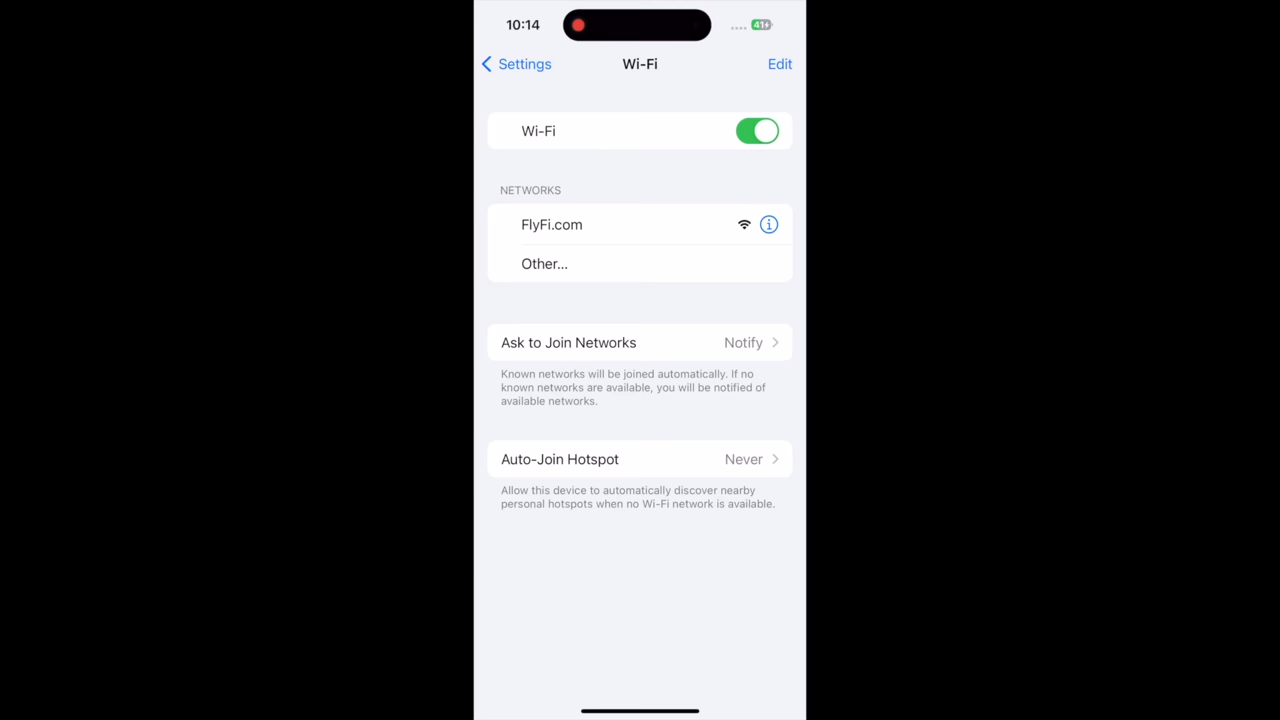 10:14
41
Settings
Wi-Fi
Edit
Wi-Fi
NETWORKS
FlyFi.com
Other...
Ask to Join Networks
Notify
Known networks will be joined automatically. If no
known networks are available, you will be notified of
available networks.
Auto-Join Hotspot
Never
Allow this device to automatically discover nearby
personal hotspots when no Wi-Fi network is available.